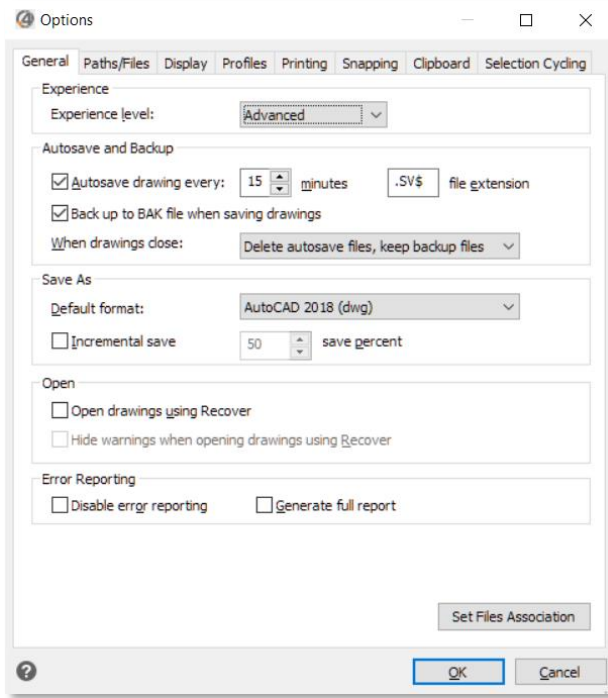 Options
General Paths/Files Display Profiles Printing Snapping Clipboard Selection Cycling
Experience
Experience level: Advanced
Autosave and Backup
Autosave drawing every: 15 minutes .SV$ file extension
Back up to BAK file when saving drawings
When drawings close: Delete autosave files, keep backup files
Save As
Default format: AutoCAD 2018 (dwg)
Incremental save 50 save percent
Open
Open drawings using Recover
Hide warnings when opening drawings using Recover
Error Reporting
Disable error reporting Generate full report
Set Files Association
? OK Cancel